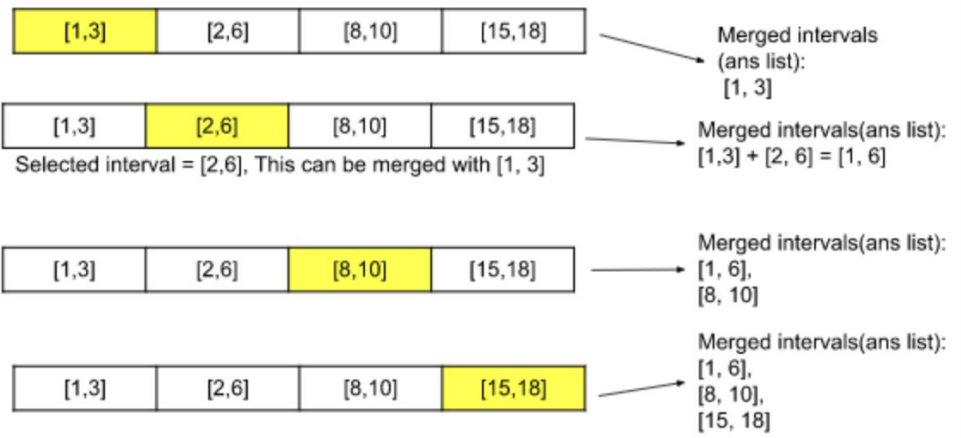 [1,3] [2,6] [8,10] [15,18]
Merged intervals
(ans list):
[1, 3]
[1,3] [2,6] [8,10] [15,18]
Selected interval = [2,6], This can be merged with [1, 3]
Merged intervals(ans list):
[1,3] + [2, 6] = [1, 6]
[1,3] [2,6] [8,10] [15,18]
Merged intervals(ans list):
[1, 6],
[8, 10]
[1,3] [2,6] [8,10] [15,18]
Merged intervals(ans list):
[1, 6],
[8, 10],
[15, 18]